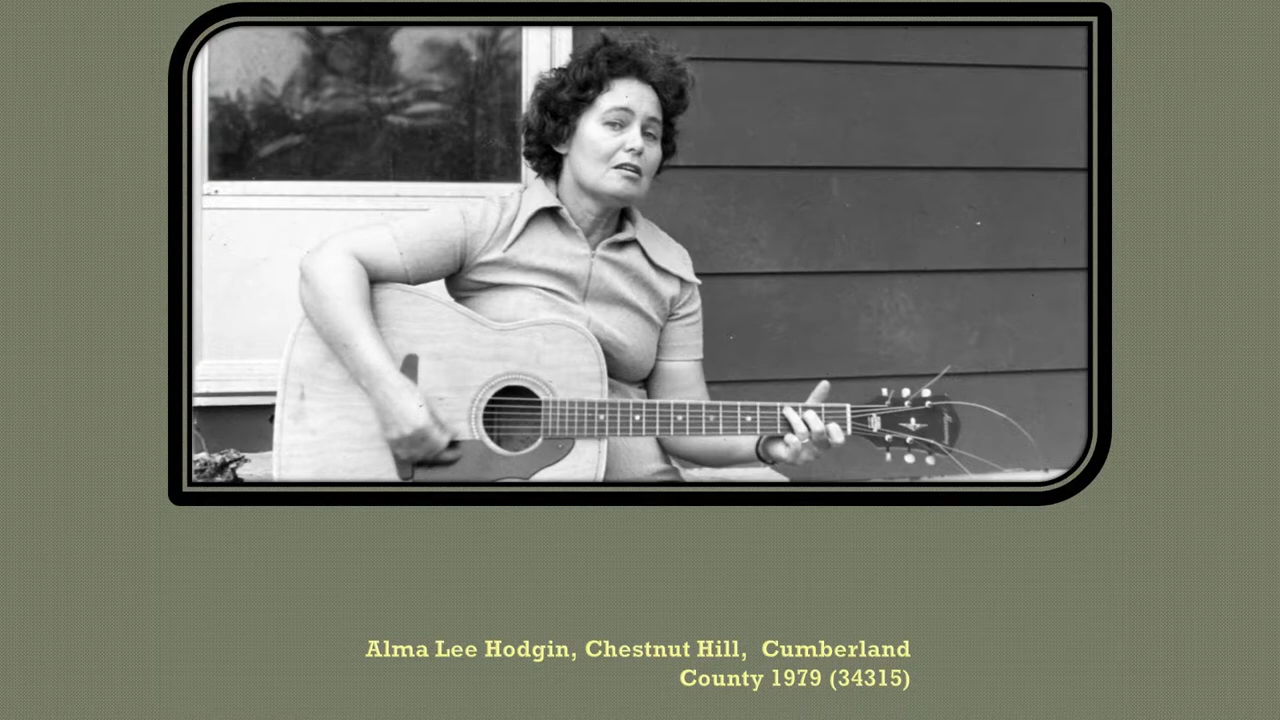 Alma Lee Hodgin, Chestnut Hill,  Cumberland
County 1979 (34315)